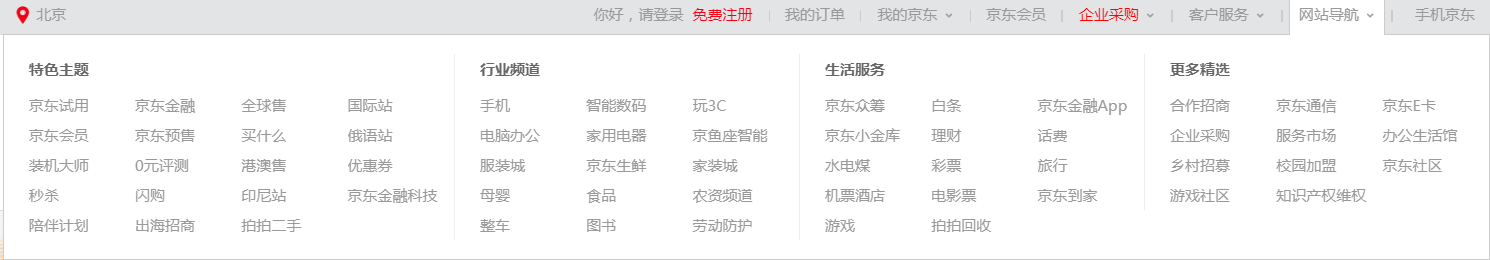 北京 你好，请登录 免费注册 我的订单 我的京东 京东会员 企业采购 客户服务 网站导航 手机京东
特色主题
京东试用 京东金融 全球售 国际站
京东会员 京东预售 买什么 俄语站
装机大师 0元评测 港澳售 优惠券
秒杀 闪购 印尼站 京东金融科技
陪伴计划 出海招商 拍拍二手
行业频道
手机 智能数码 玩3C
电脑办公 家用电器 京鱼座智能
服装城 京东生鲜 家装城
母婴 食品 农资频道
整车 图书 劳动防护
生活服务
京东众筹 白条 京东金融App
京东小金库 理财 话费
水电煤 彩票 旅行
机票酒店 电影票 京东到家
游戏 拍拍回收
更多精选
合作招商 京东通信 京东E卡
企业采购 服务市场 办公生活馆
乡村招募 校园加盟 京东社区
游戏社区 知识产权维权